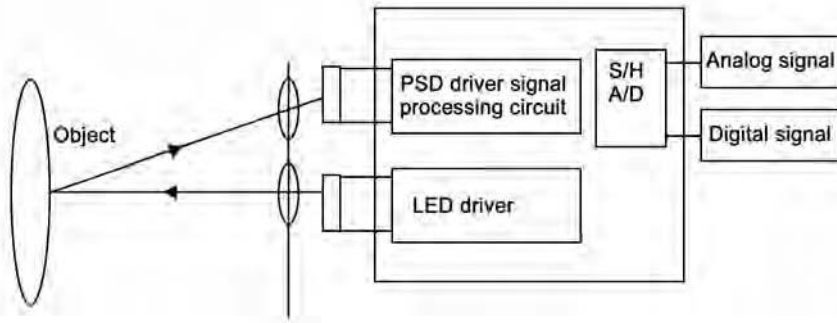 Object
PSD driver signal
processing circuit
LED driver
S/H
A/D
Analog signal
Digital signal